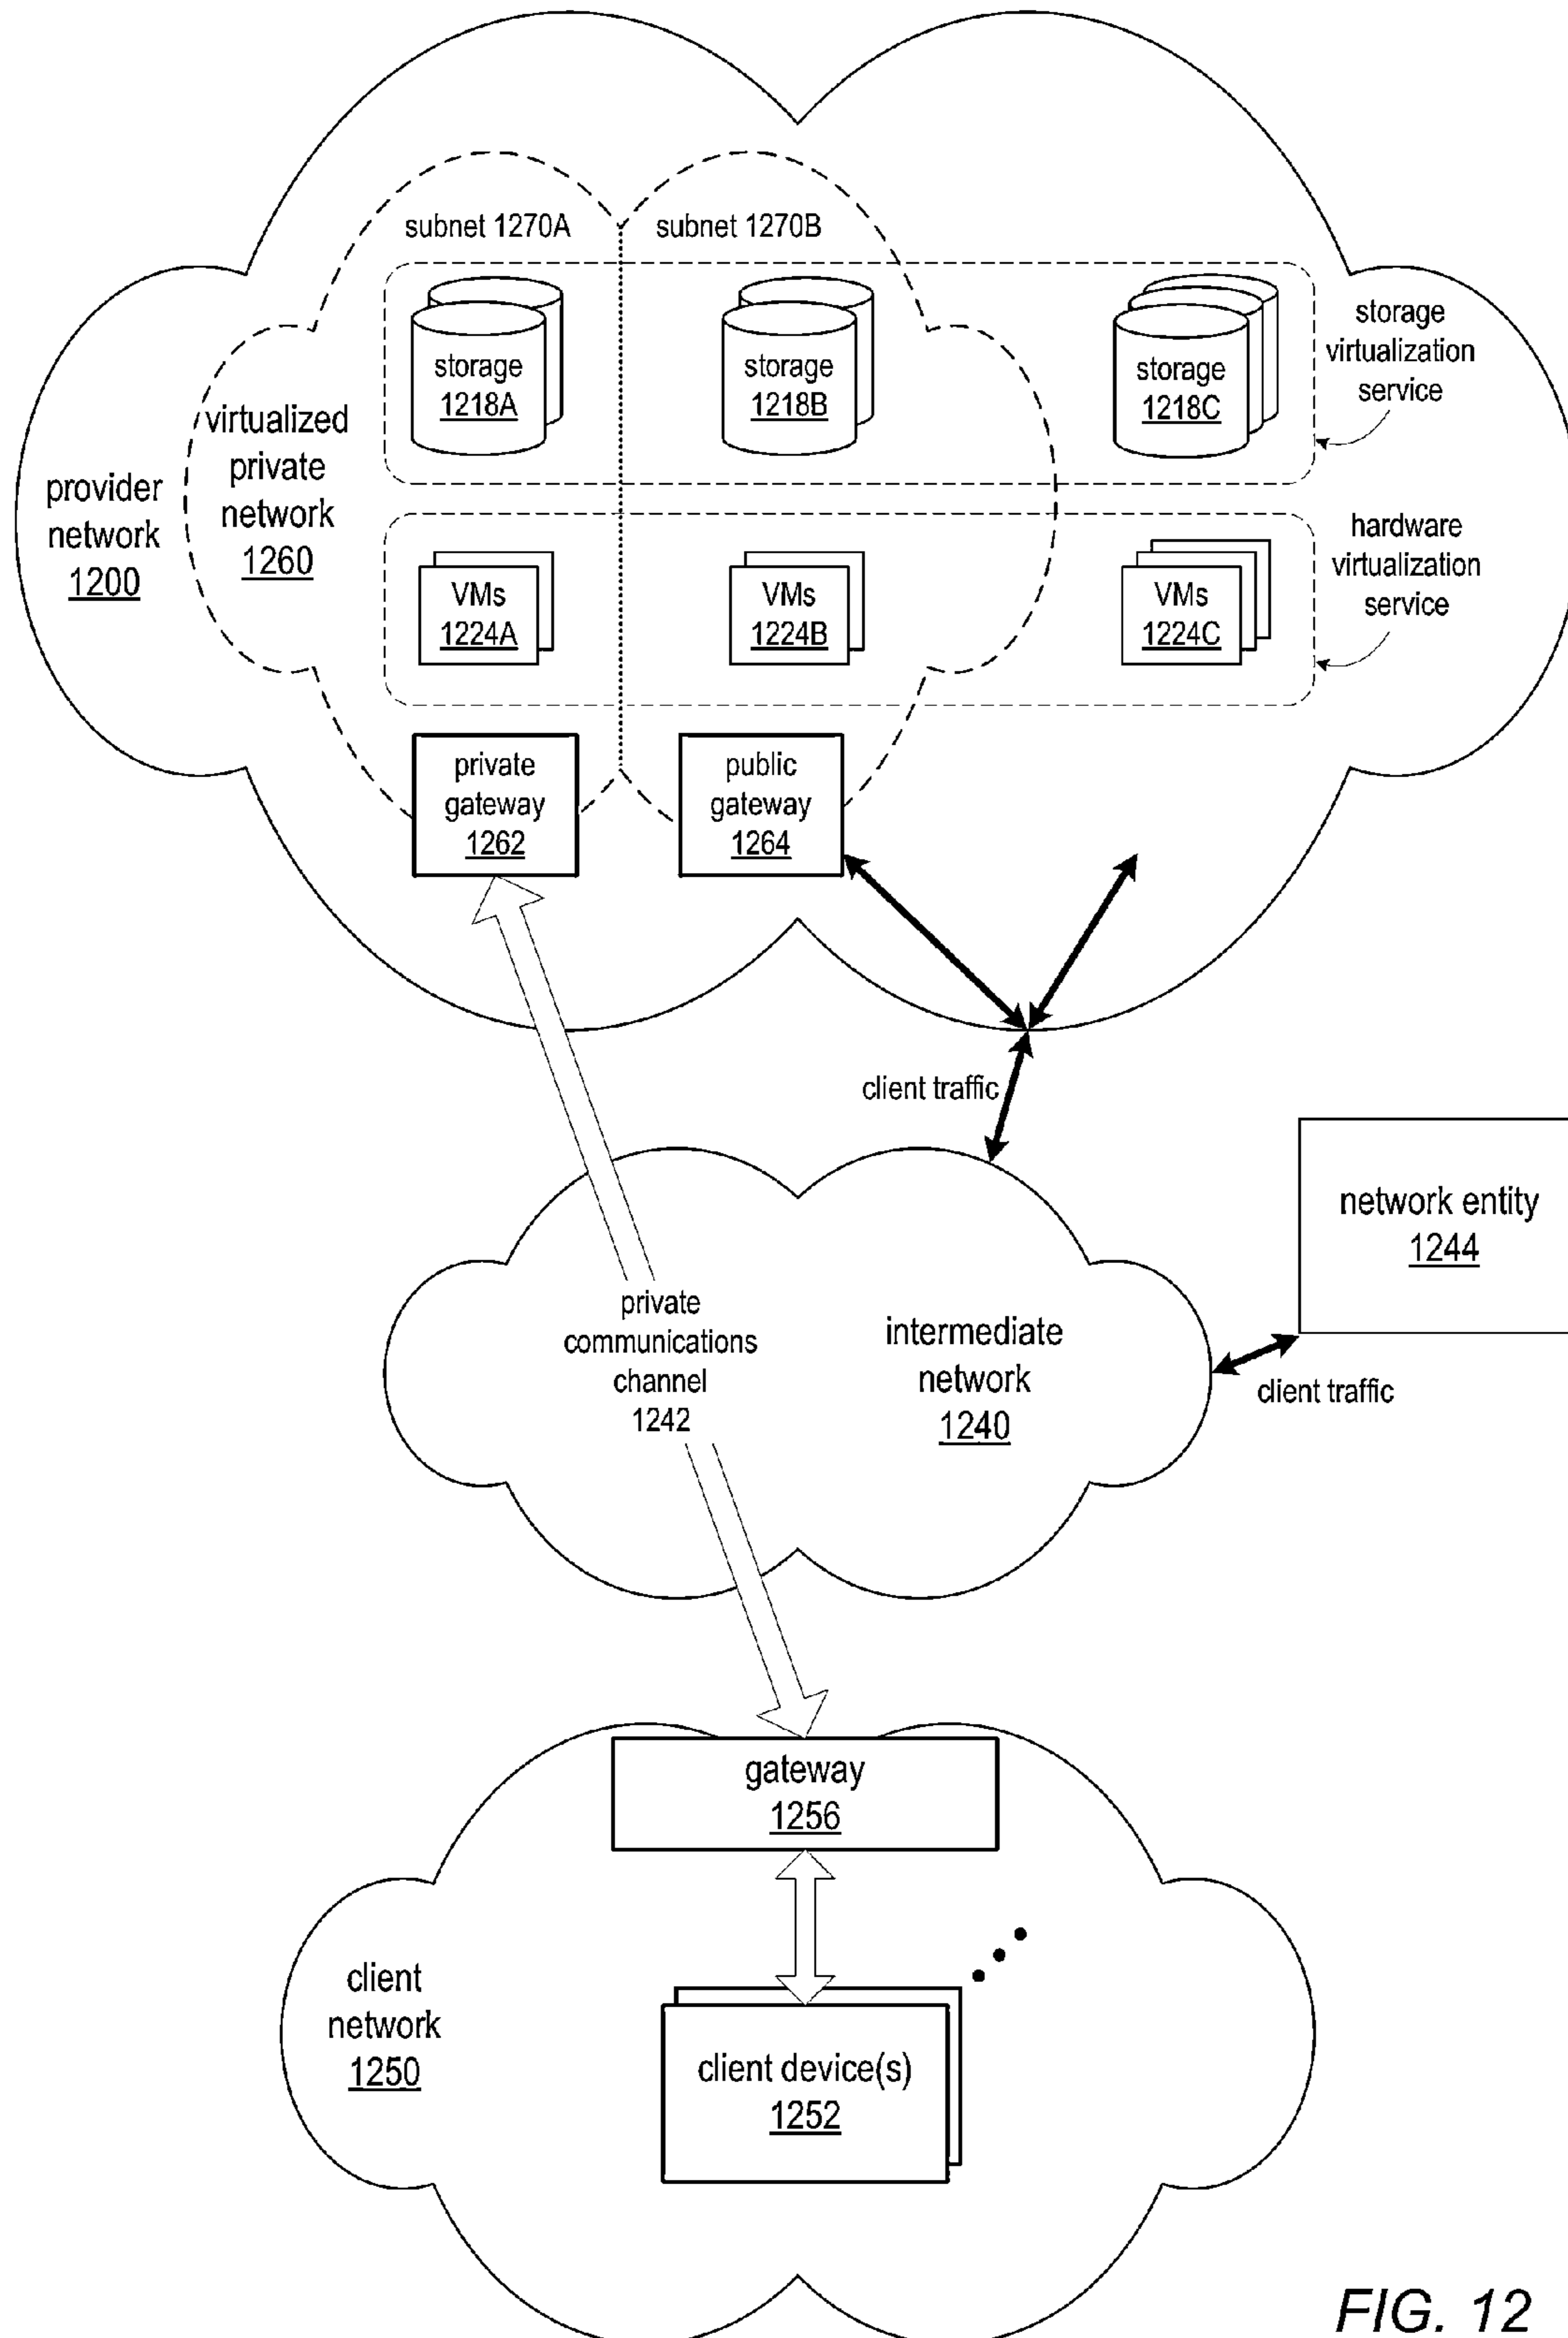 subnet 1270A
subnet 1270B
storage
1218A
storage
1218B
storage
1218C
storage
virtualization
service
provider
network
1200
virtualized
private
network
1260
VMs
1224A
VMs
1224B
VMs
1224C
hardware
virtualization
service
private
gateway
1262
public
gateway
1264
client traffic
network entity
1244
client traffic
private
communications
channel
1242
intermediate
network
1240
gateway
1256
client
network
1250
client device(s)
1252
FIG. 12